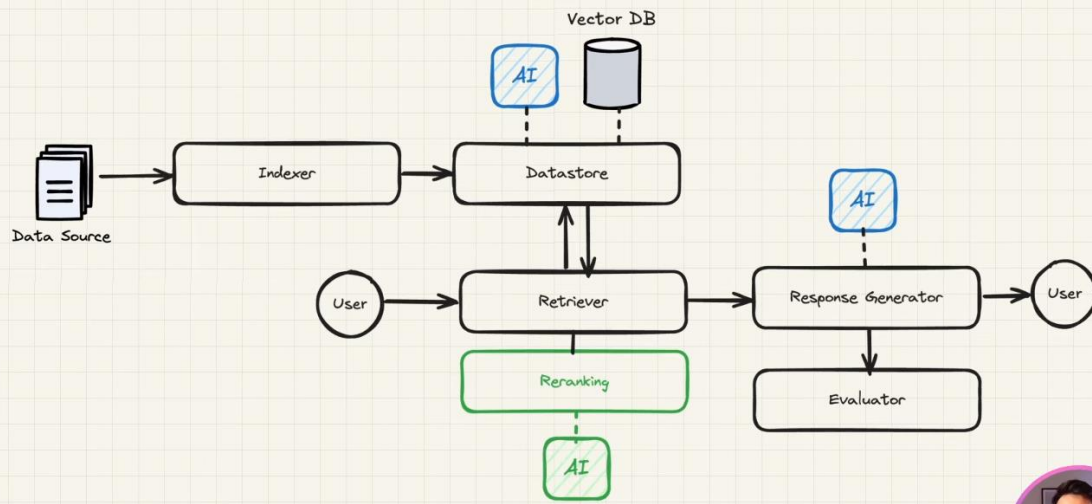 Vector DB
AI
Indexer
Datastore
Data Source
AI
User
Retriever
Response Generator
User
Reranking
Evaluator
AI